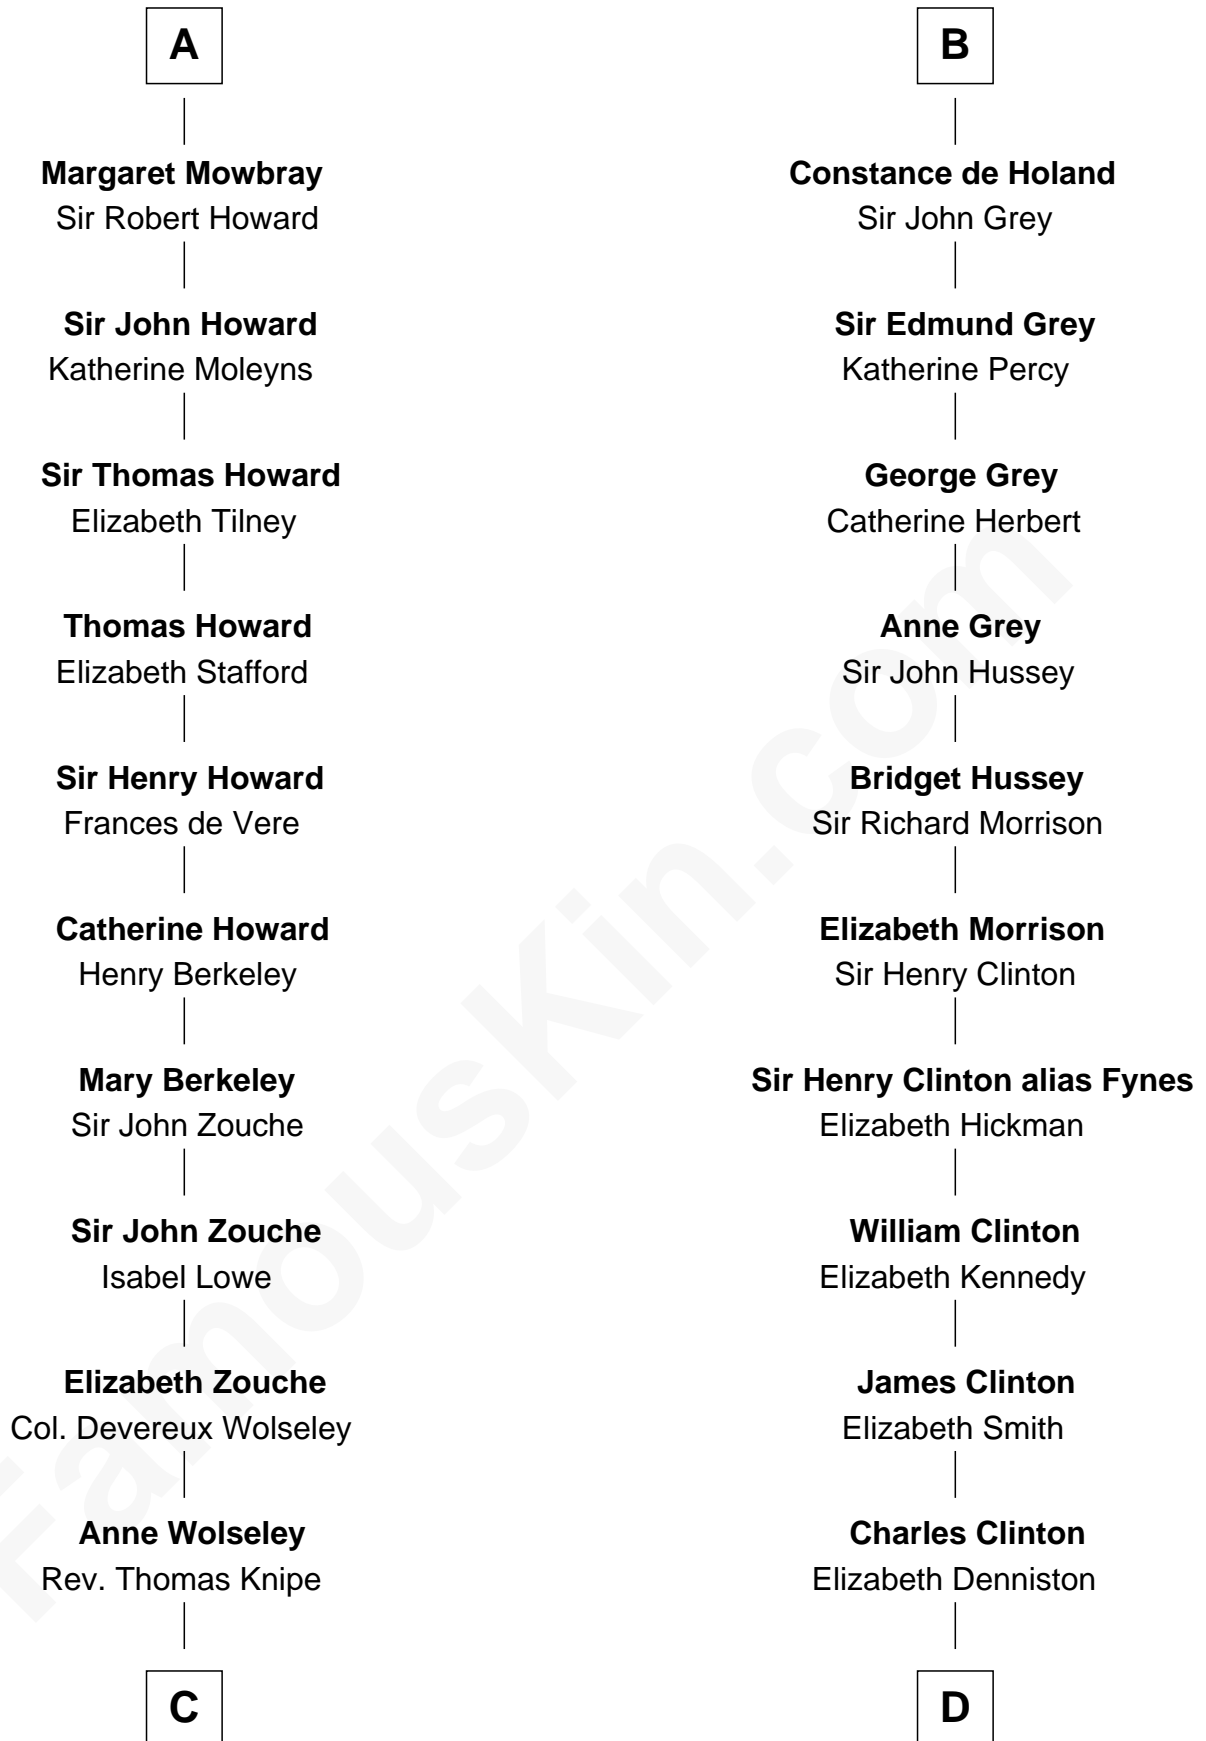 A
Margaret Mowbray
Sir Robert Howard
Sir John Howard
Katherine Moleyns
Sir Thomas Howard
Elizabeth Tilney
Thomas Howard
Elizabeth Stafford
Sir Henry Howard
Frances de Vere
Catherine Howard
Henry Berkeley
Mary Berkeley
Sir John Zouche
Sir John Zouche
Isabel Lowe
Elizabeth Zouche
Col. Devereux Wolseley
Anne Wolseley
Rev. Thomas Knipe
C
B
Constance de Holand
Sir John Grey
Sir Edmund Grey
Katherine Percy
George Grey
Catherine Herbert
Anne Grey
Sir John Hussey
Bridget Hussey
Sir Richard Morrison
Elizabeth Morrison
Sir Henry Clinton
Sir Henry Clinton alias Fynes
Elizabeth Hickman
William Clinton
Elizabeth Kennedy
James Clinton
Elizabeth Smith
Charles Clinton
Elizabeth Denniston
D
FamousKin.com